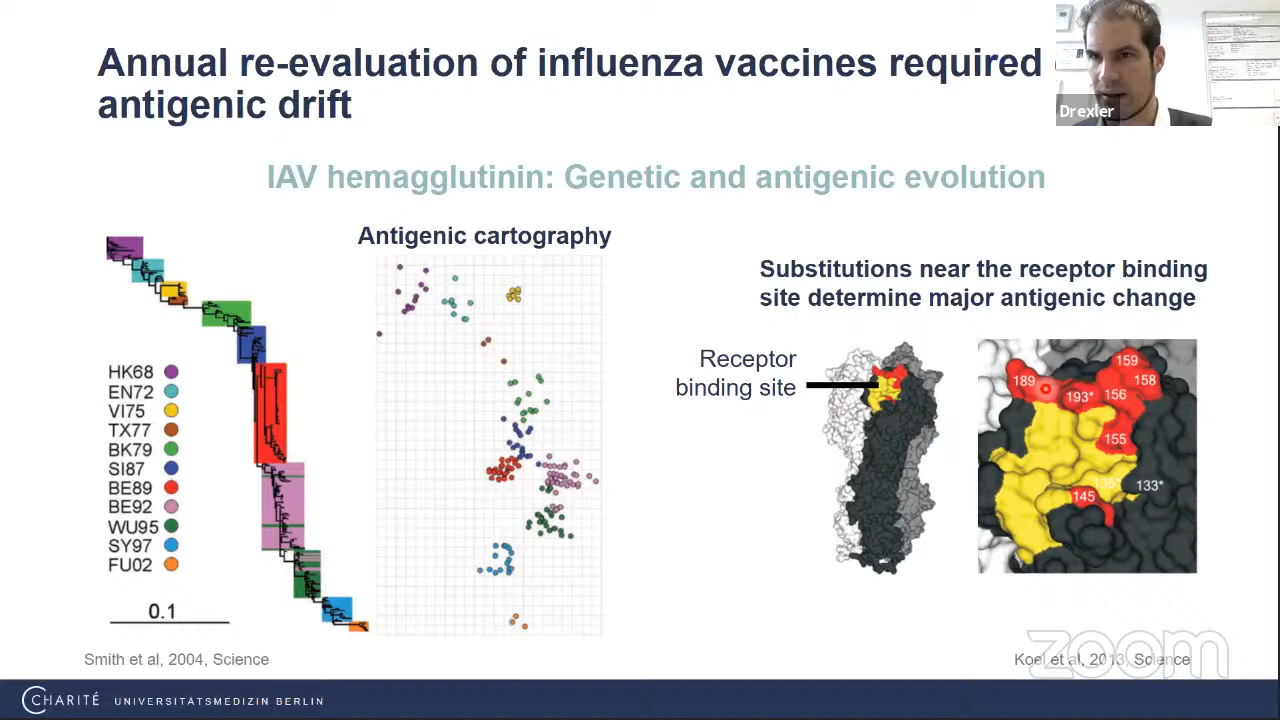 Annual re-evaluation of influenza vaccines required
antigenic drift
Drexler
IAV hemagglutinin: Genetic and antigenic evolution
Antigenic cartography
HK68
EN72
VI75
TX77
BK79
SI87
BE89
BE92
WU95
SY97
FU02
0.1
Smith et al, 2004, Science
Substitutions near the receptor binding
site determine major antigenic change
Receptor
binding site
159
189
158
193*
156
155
135*
133*
145
zoom
Koel et al, 2013, Science
CHARITÉ UNIVERSITÄTSMEDIZIN BERLIN